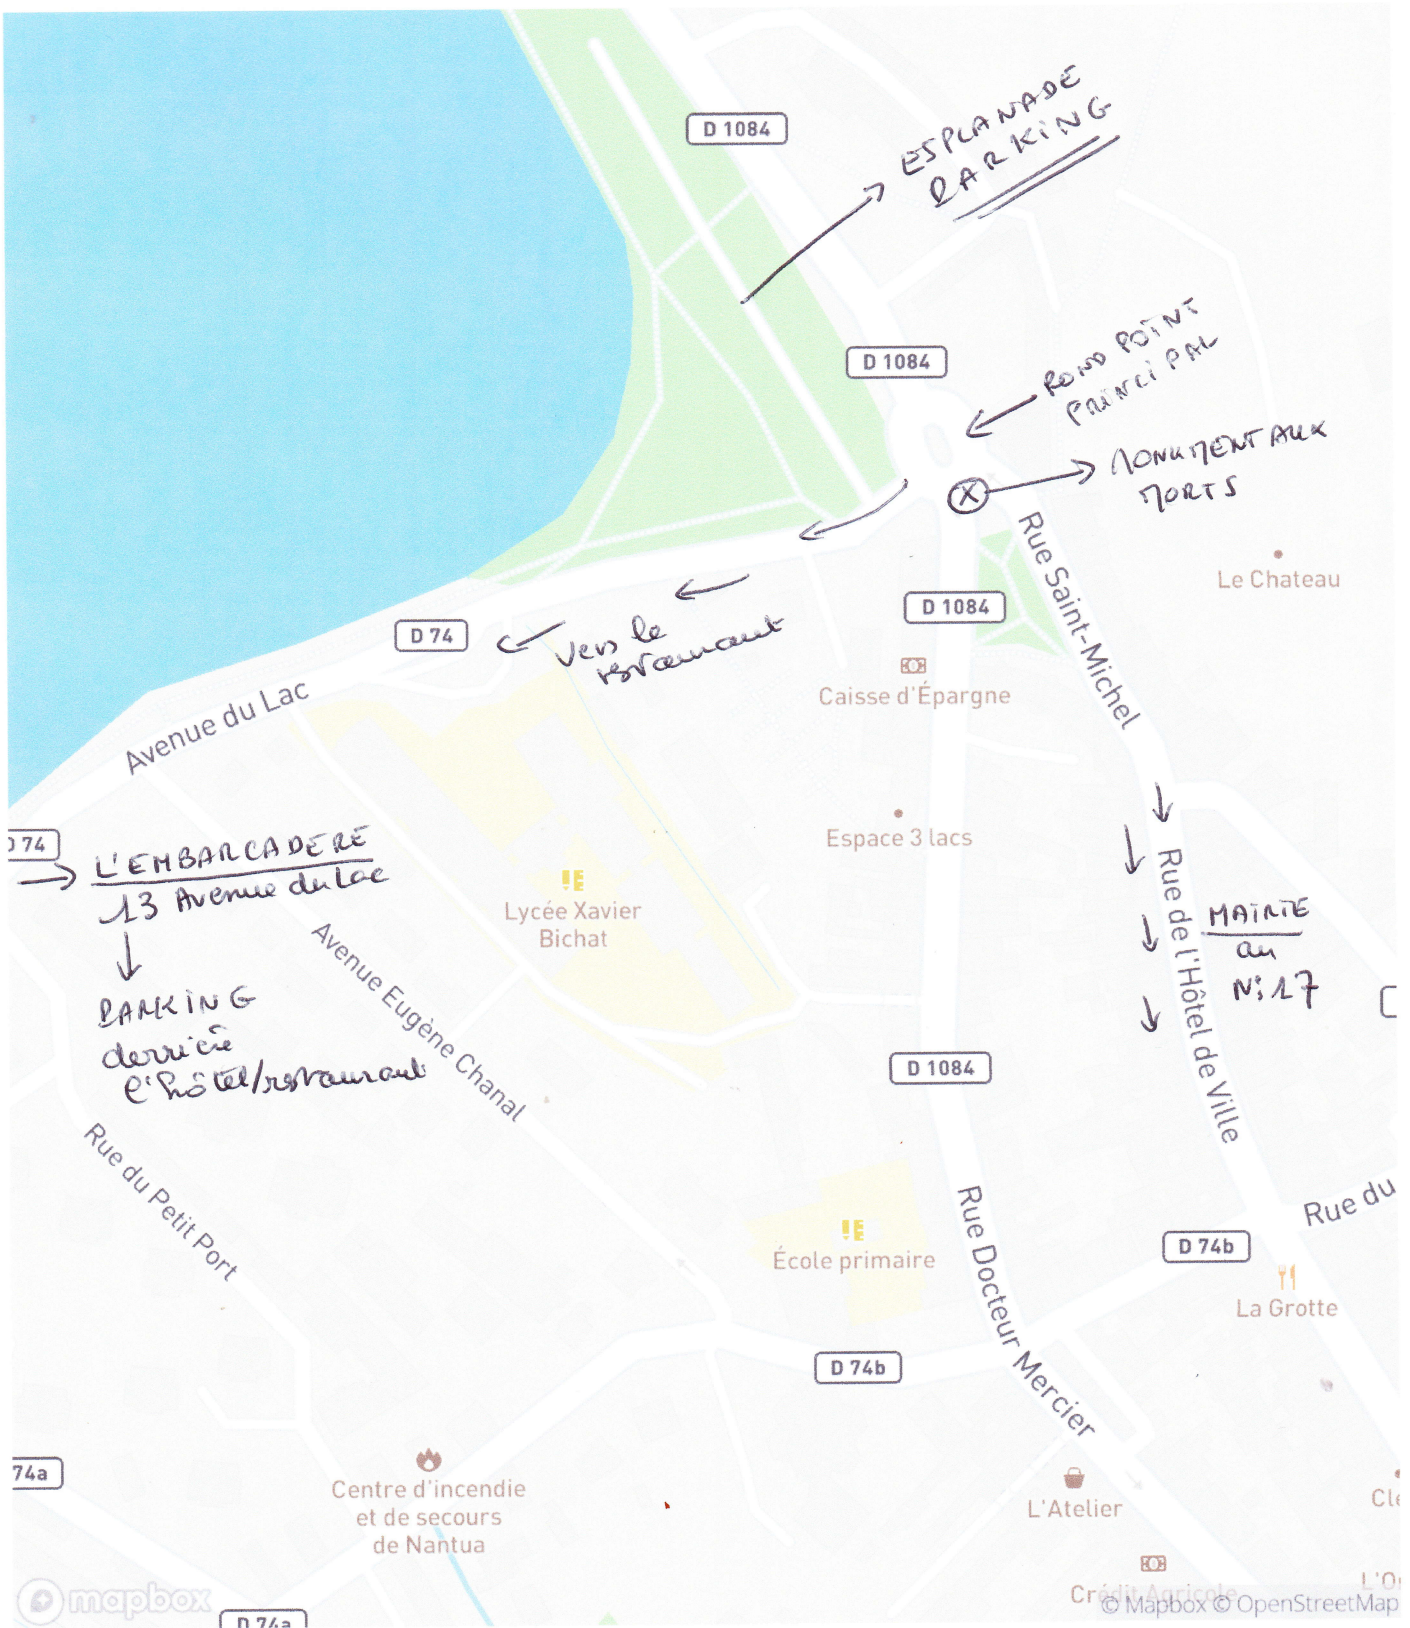 D 1084
ESPLANADE
PARKING
D 1084
ROND POINT
PRINCIPAL
MONUMENT AUX
MORTS
X
Rue Saint-Michel
Le Chateau
D 1084
D 74
vers le
restaurant
Caisse d'Épargne
Avenue du Lac
D 74
L'EMBARCADERE
13 Avenue du Lac
PARKING
derrière
l'hôtel/restaurant
Espace 3 lacs
Lycée Xavier
Bichat
Avenue Eugène Chanal
Rue de l'Hôtel de Ville
MAIRIE
au
N° 17
D 1084
Rue du Petit Port
École primaire
Rue Docteur Mercier
Rue du
D 74b
La Grotte
D 74b
74a
Centre d'incendie
et de secours
de Nantua
L'Atelier
Cle
Crédit Agricole
L'O
mapbox
© Mapbox © OpenStreetMap
D 74a